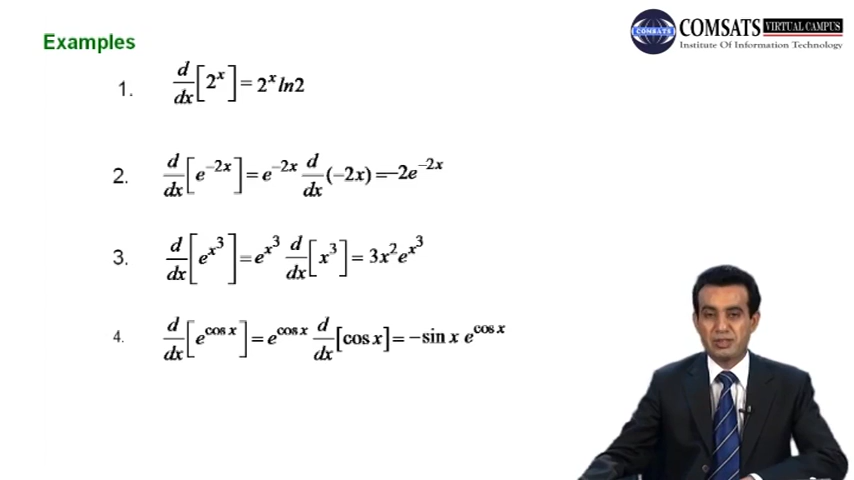 COMSATS VIRTUAL CAMPUS
COMSATS
Institute Of Information Technology
Examples
1. d/dx[2^x] = 2^x ln2
2. d/dx[e^{-2x}] = e^{-2x} d/dx(-2x) = -2e^{-2x}
3. d/dx[e^{x^3}] = e^{x^3} d/dx[x^3] = 3x^2e^{x^3}
4. d/dx[e^{cos x}] = e^{cos x} d/dx[cos x] = -sin x e^{cos x}